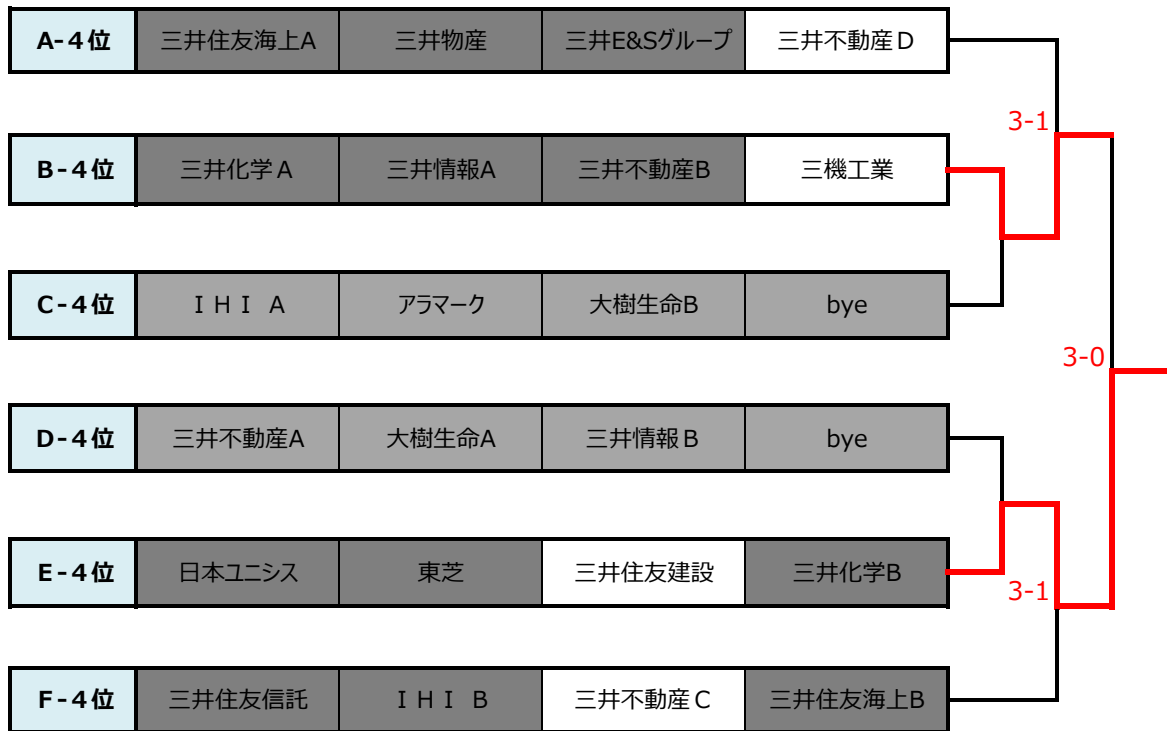 A-４位 三井住友海上A 三井物産 三井E&Sグループ 三井不動産Ｄ
3-1
B-４位 三井化学Ａ 三井情報A 三井不動産B 三機工業
C-４位 ＩＨＩ Ａ アラマーク 大樹生命B bye
3-0
D-４位 三井不動産A 大樹生命A 三井情報Ｂ bye
E-４位 日本ユニシス 東芝 三井住友建設 三井化学B
3-1
F-４位 三井住友信託 ＩＨＩ Ｂ 三井不動産Ｃ 三井住友海上B